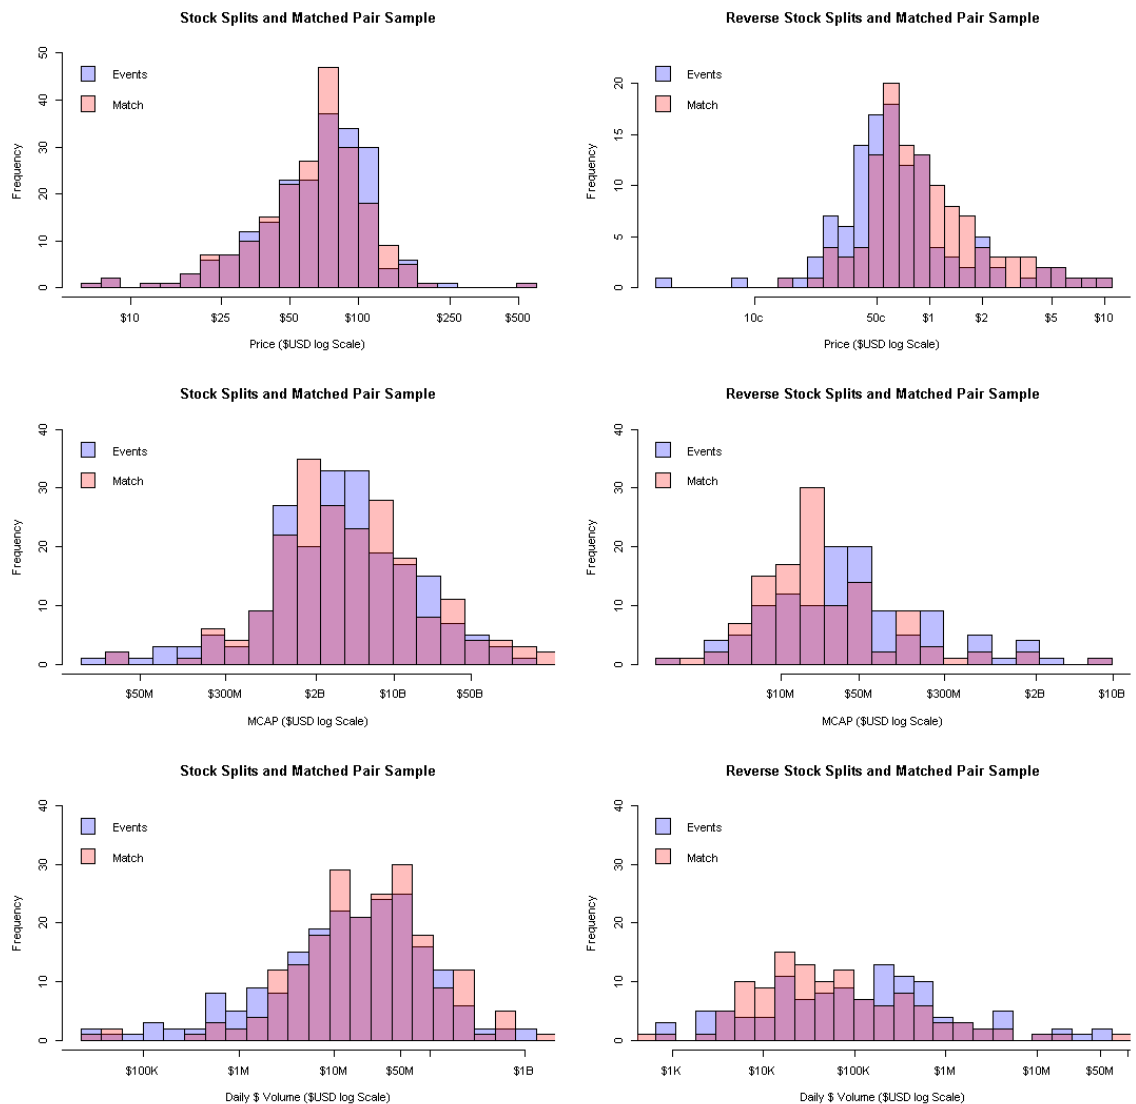 Stock Splits and Matched Pair Sample
Frequency
0
10
20
30
40
50
Events
Match
$10
$25
$50
$100
$250
$500
Price ($USD log Scale)
Reverse Stock Splits and Matched Pair Sample
Frequency
0
5
10
15
20
Events
Match
10c
50c
$1
$2
$5
$10
Price ($USD log Scale)
Stock Splits and Matched Pair Sample
Frequency
0
10
20
30
40
Events
Match
$50M
$300M
$2B
$10B
$50B
MCAP ($USD log Scale)
Reverse Stock Splits and Matched Pair Sample
Frequency
0
10
20
30
40
Events
Match
$10M
$50M
$300M
$2B
$10B
MCAP ($USD log Scale)
Stock Splits and Matched Pair Sample
Frequency
0
10
20
30
40
Events
Match
$100K
$1M
$10M
$50M
$1B
Daily $ Volume ($USD log Scale)
Reverse Stock Splits and Matched Pair Sample
Frequency
0
10
20
30
40
Events
Match
$1K
$10K
$100K
$1M
$10M
$50M
Daily $ Volume ($USD log Scale)